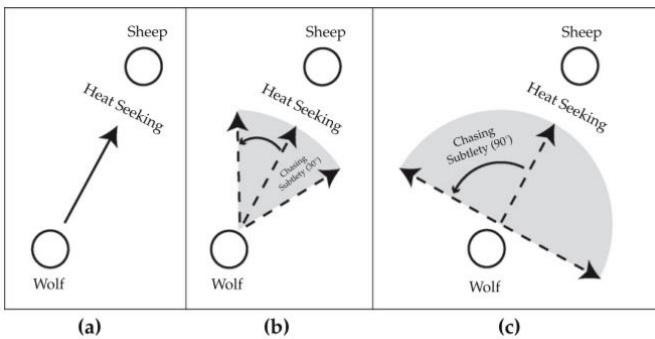 Sheep
Heat Seeking
Wolf
(a)
Sheep
Heat Seeking
Chasing
Subtlety (30°)
Wolf
(b)
Sheep
Heat Seeking
Chasing
Subtlety (90°)
Wolf
(c)